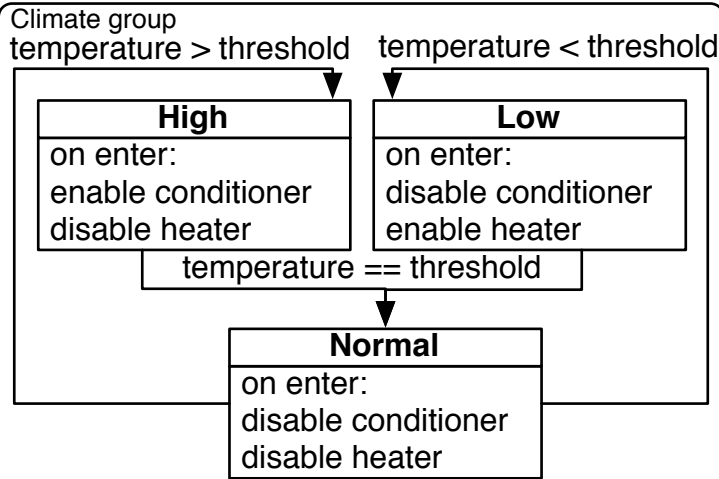 Climate group
temperature > threshold
temperature < threshold
High
on enter:
enable conditioner
disable heater
Low
on enter:
disable conditioner
enable heater
temperature == threshold
Normal
on enter:
disable conditioner
disable heater